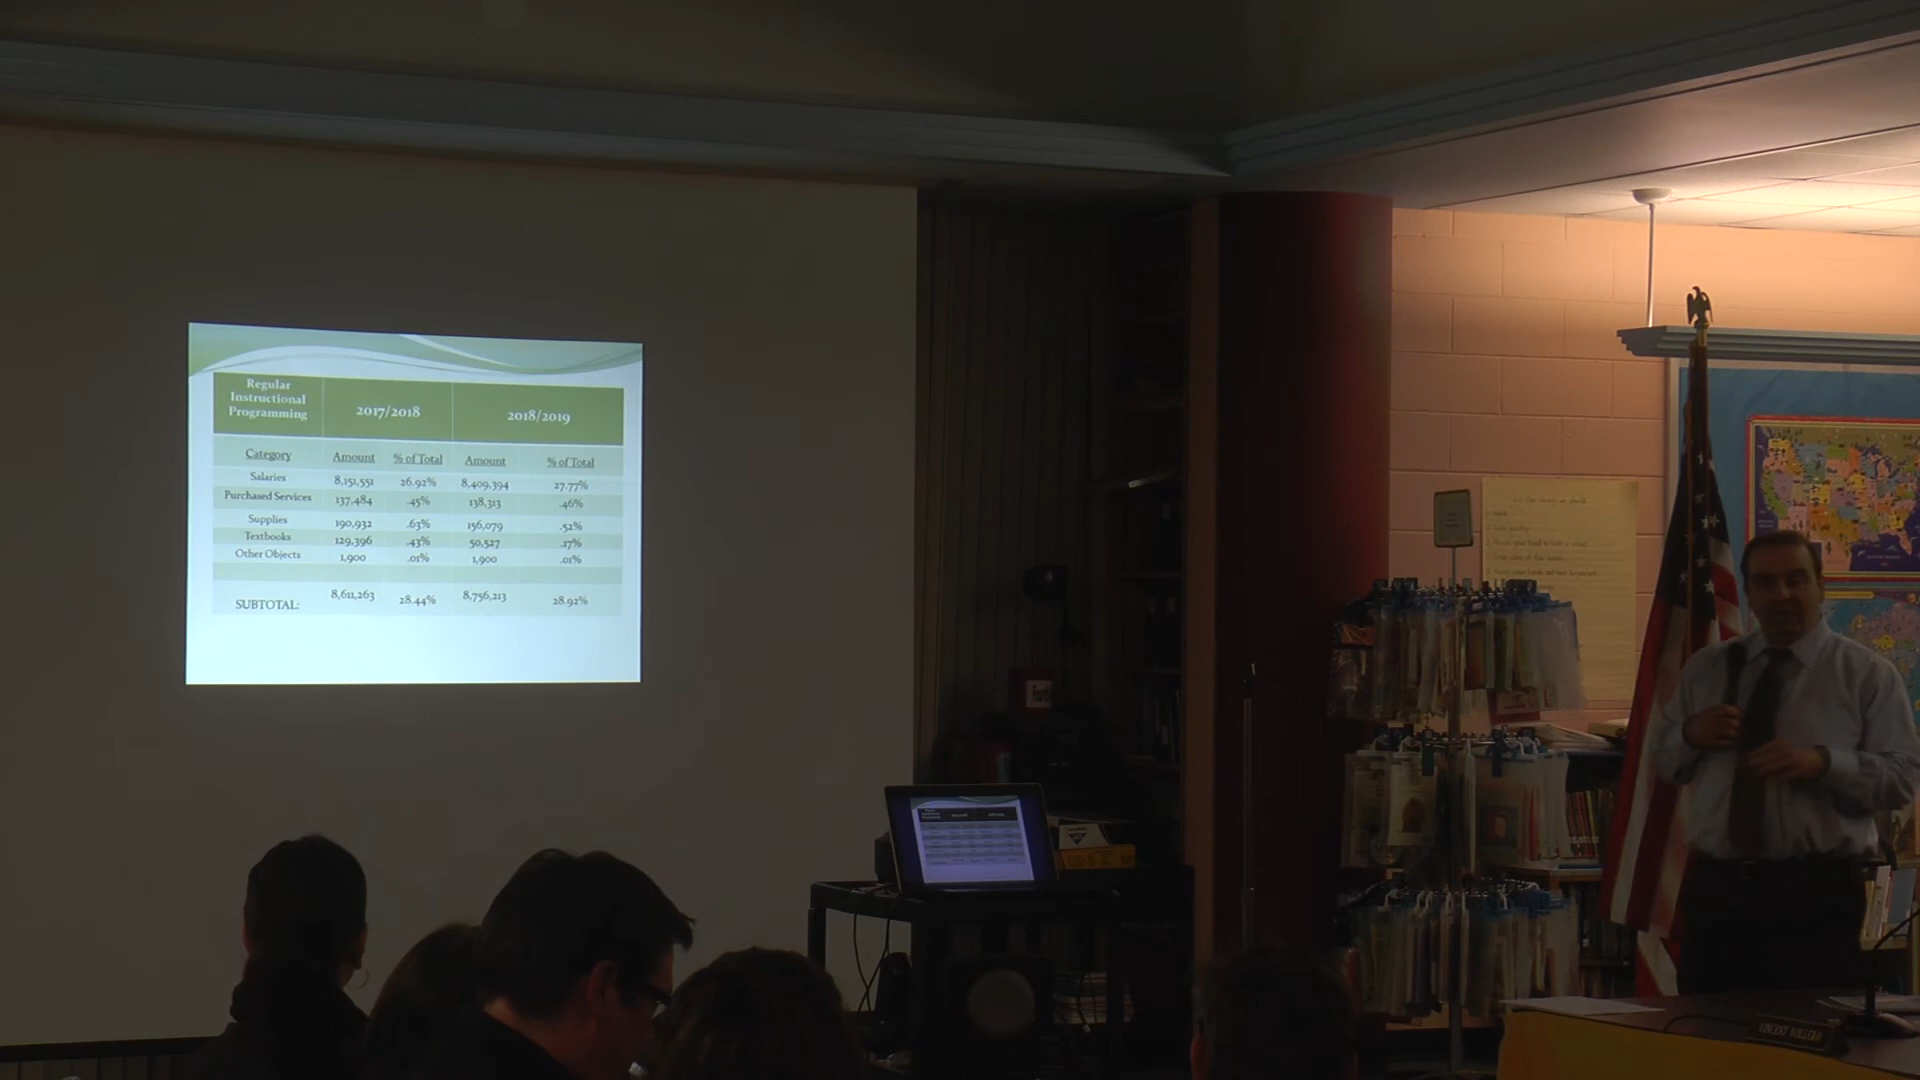 Regular
Instructional
Programming
2017/2018
2018/2019
Category Amount % of Total Amount % of Total
Salaries 8,151,551 26.92% 8,409,394 27.77%
Purchased Services 137,484 .45% 138,313 .46%
Supplies 190,932 .63% 156,079 .52%
Textbooks 129,396 .43% 50,527 .17%
Other Objects 1,900 .01% 1,900 .01%
SUBTOTAL: 8,611,263 28.44% 8,756,213 28.92%
VINCENT